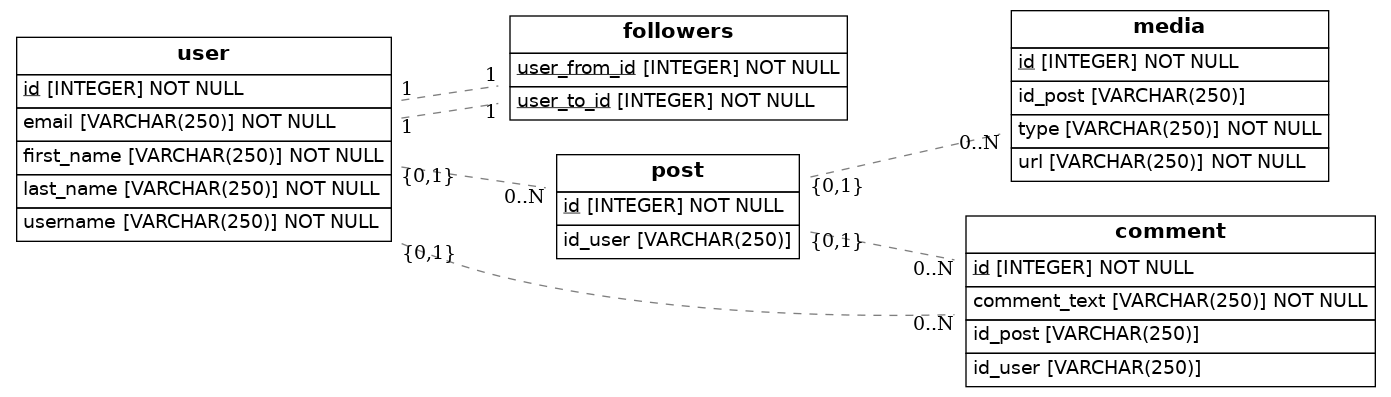 user
id [INTEGER] NOT NULL
email [VARCHAR(250)] NOT NULL
first_name [VARCHAR(250)] NOT NULL
last_name [VARCHAR(250)] NOT NULL
username [VARCHAR(250)] NOT NULL
1
1
{0,1}
{0,1}
followers
user_from_id [INTEGER] NOT NULL
user_to_id [INTEGER] NOT NULL
1
1
post
id [INTEGER] NOT NULL
id_user [VARCHAR(250)]
0..N
{0,1}
{0,1}
media
id [INTEGER] NOT NULL
id_post [VARCHAR(250)]
type [VARCHAR(250)] NOT NULL
url [VARCHAR(250)] NOT NULL
0..N
comment
id [INTEGER] NOT NULL
comment_text [VARCHAR(250)] NOT NULL
id_post [VARCHAR(250)]
id_user [VARCHAR(250)]
0..N
0..N